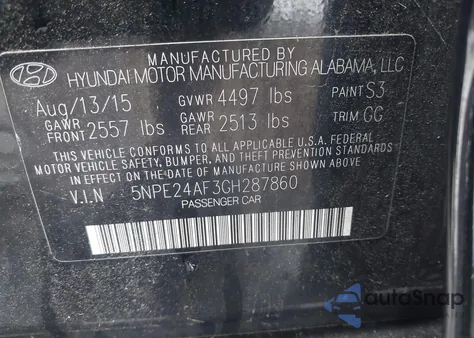 MANUFACTURED BY
HYUNDAI MOTOR MANUFACTURING ALABAMA, LLC
Aug/13/15 GVWR 4497 lbs PAINT S3
GAWR FRONT 2557 lbs GAWR REAR 2513 lbs TRIM GG
THIS VEHICLE CONFORMS TO ALL APPLICABLE U.S.A. FEDERAL
MOTOR VEHICLE SAFETY, BUMPER, AND THEFT PREVENTION
STANDARDS IN EFFECT ON THE DATE OF MANUFACTURE SHOWN ABOVE.
V.I.N 5NPE24AF3GH287860
PASSENGER CAR
autoSnap